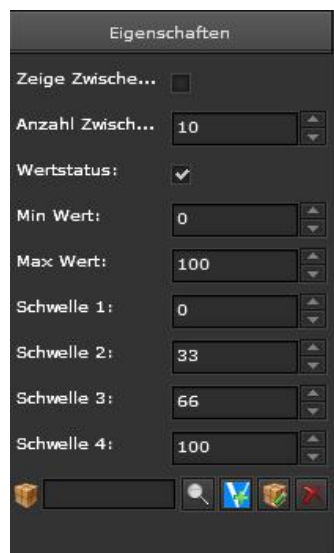 Eigenschaften
Zeige Zwische...
Anzahl Zwisch... 10
Wertstatus:
Min Wert: 0
Max Wert: 100
Schwelle 1: 0
Schwelle 2: 33
Schwelle 3: 66
Schwelle 4: 100